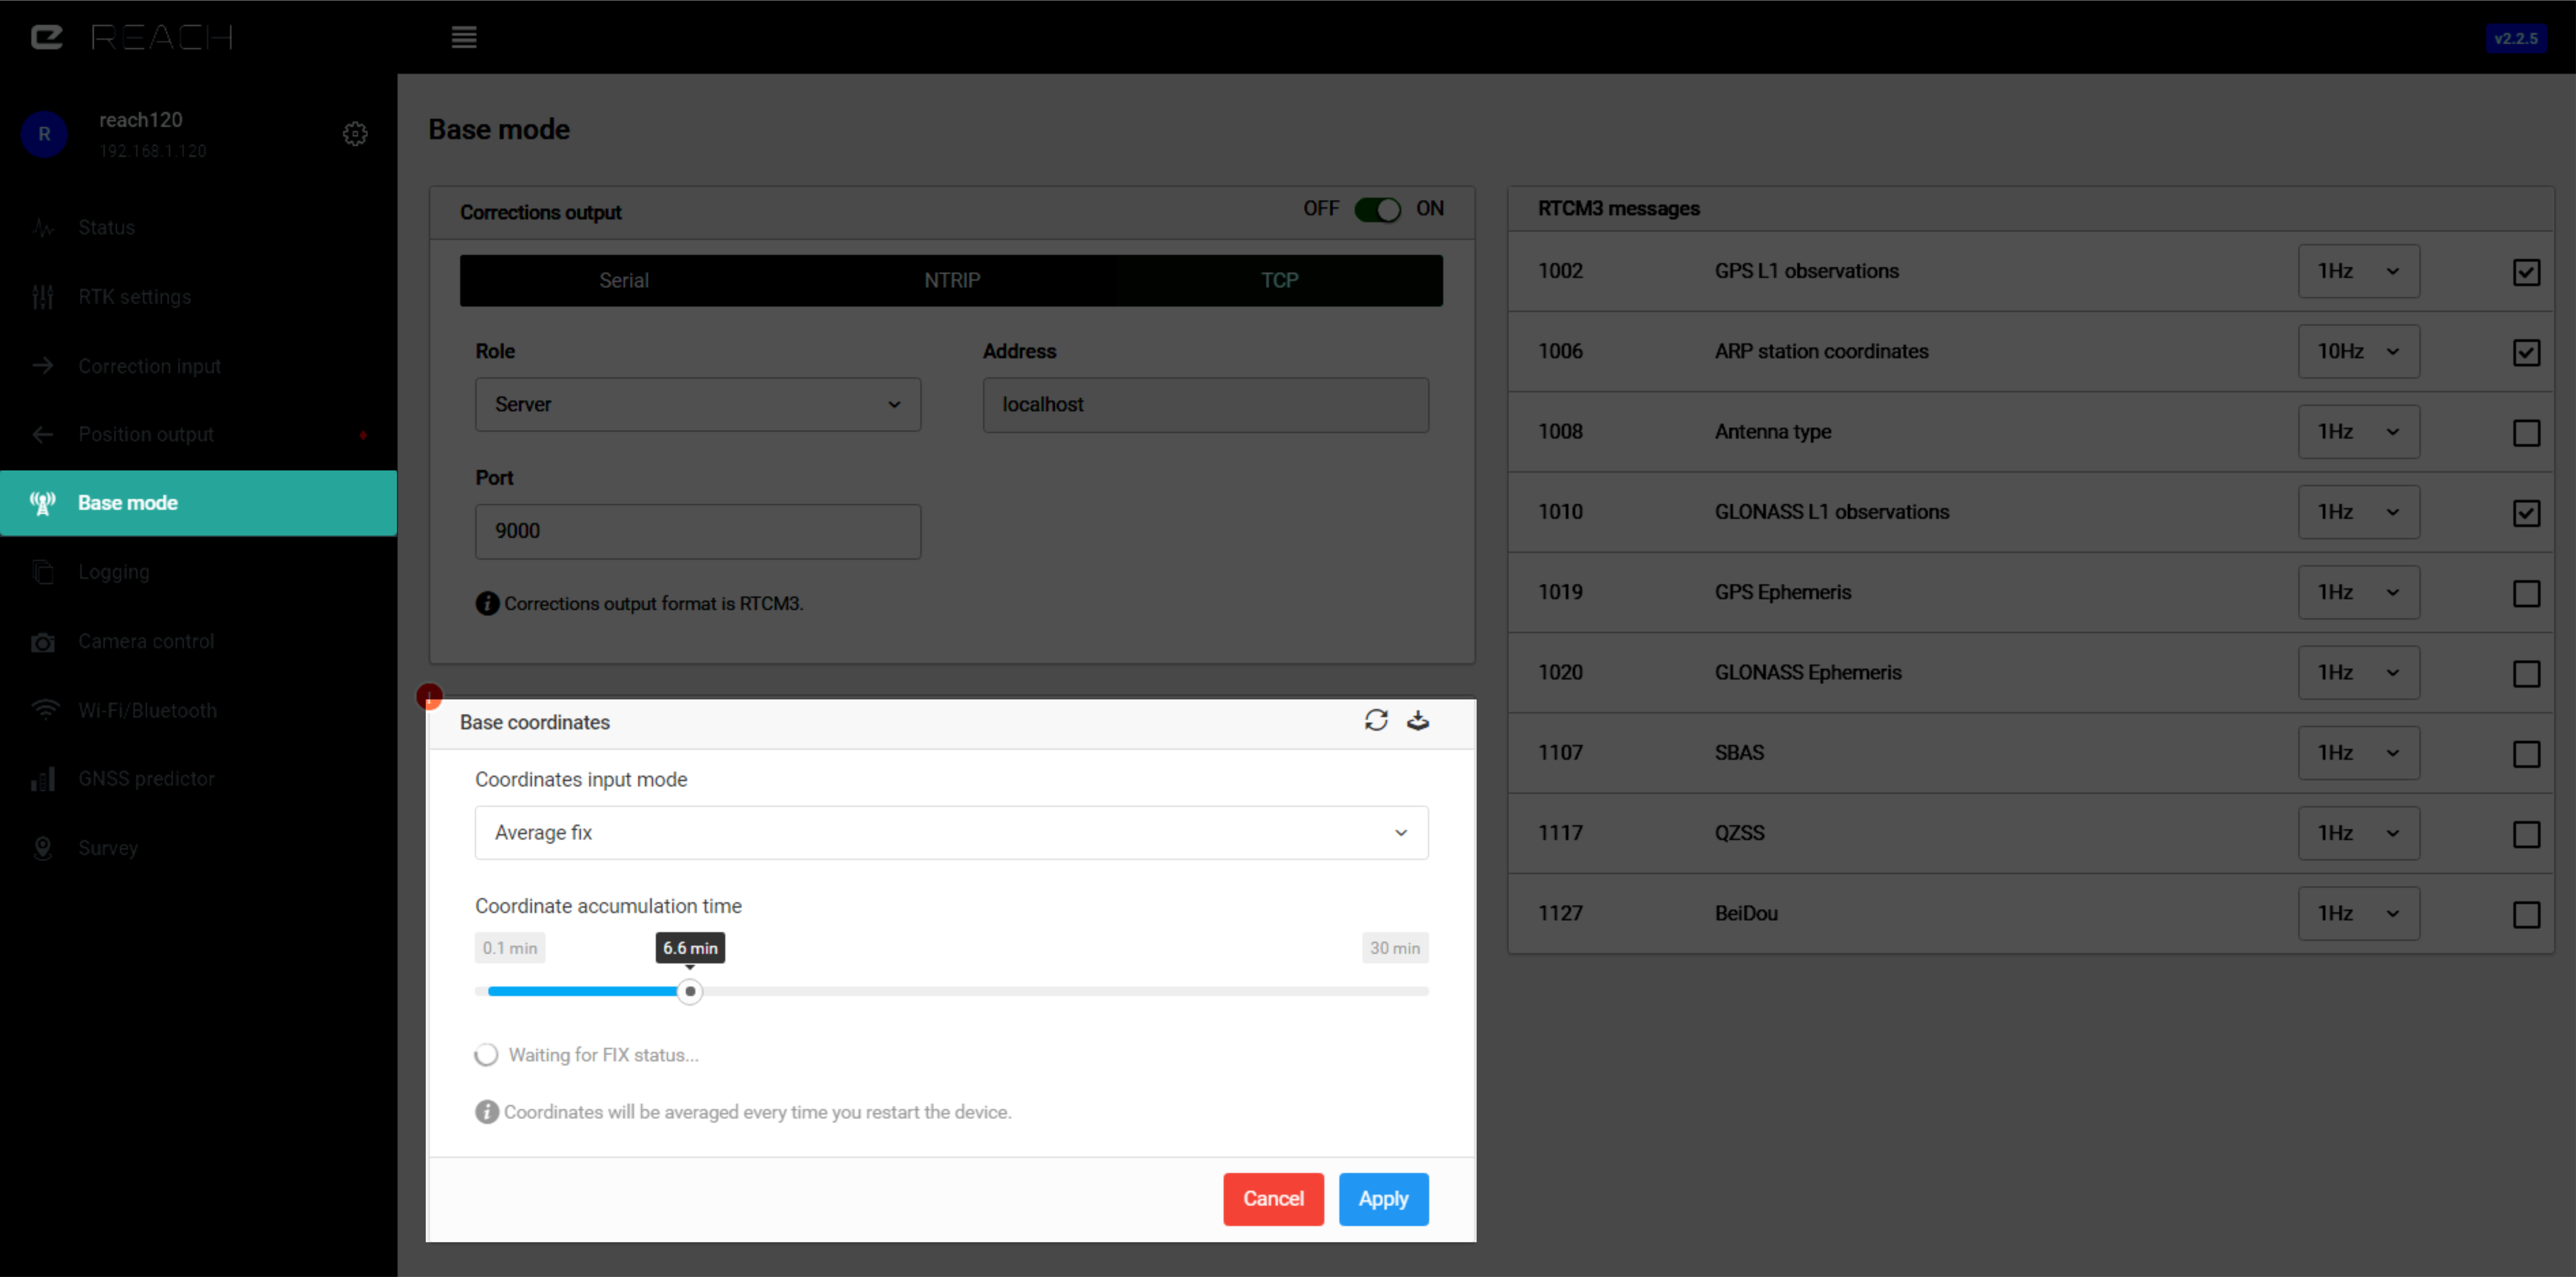 REACH
v2.2.5
reach120
192.168.1.120
Status
RTK settings
Correction input
Position output
Base mode
Logging
Camera control
Wi-Fi/Bluetooth
GNSS predictor
Survey
Base mode
Corrections output
OFF ON
Serial NTRIP TCP
Role Address
Server localhost
Port
9000
Corrections output format is RTCM3.
Base coordinates
Coordinates input mode
Average fix
Coordinate accumulation time
0.1 min 6.6 min 30 min
Waiting for FIX status...
Coordinates will be averaged every time you restart the device.
Cancel Apply
RTCM3 messages
1002 GPS L1 observations 1Hz
1006 ARP station coordinates 10Hz
1008 Antenna type 1Hz
1010 GLONASS L1 observations 1Hz
1019 GPS Ephemeris 1Hz
1020 GLONASS Ephemeris 1Hz
1107 SBAS 1Hz
1117 QZSS 1Hz
1127 BeiDou 1Hz